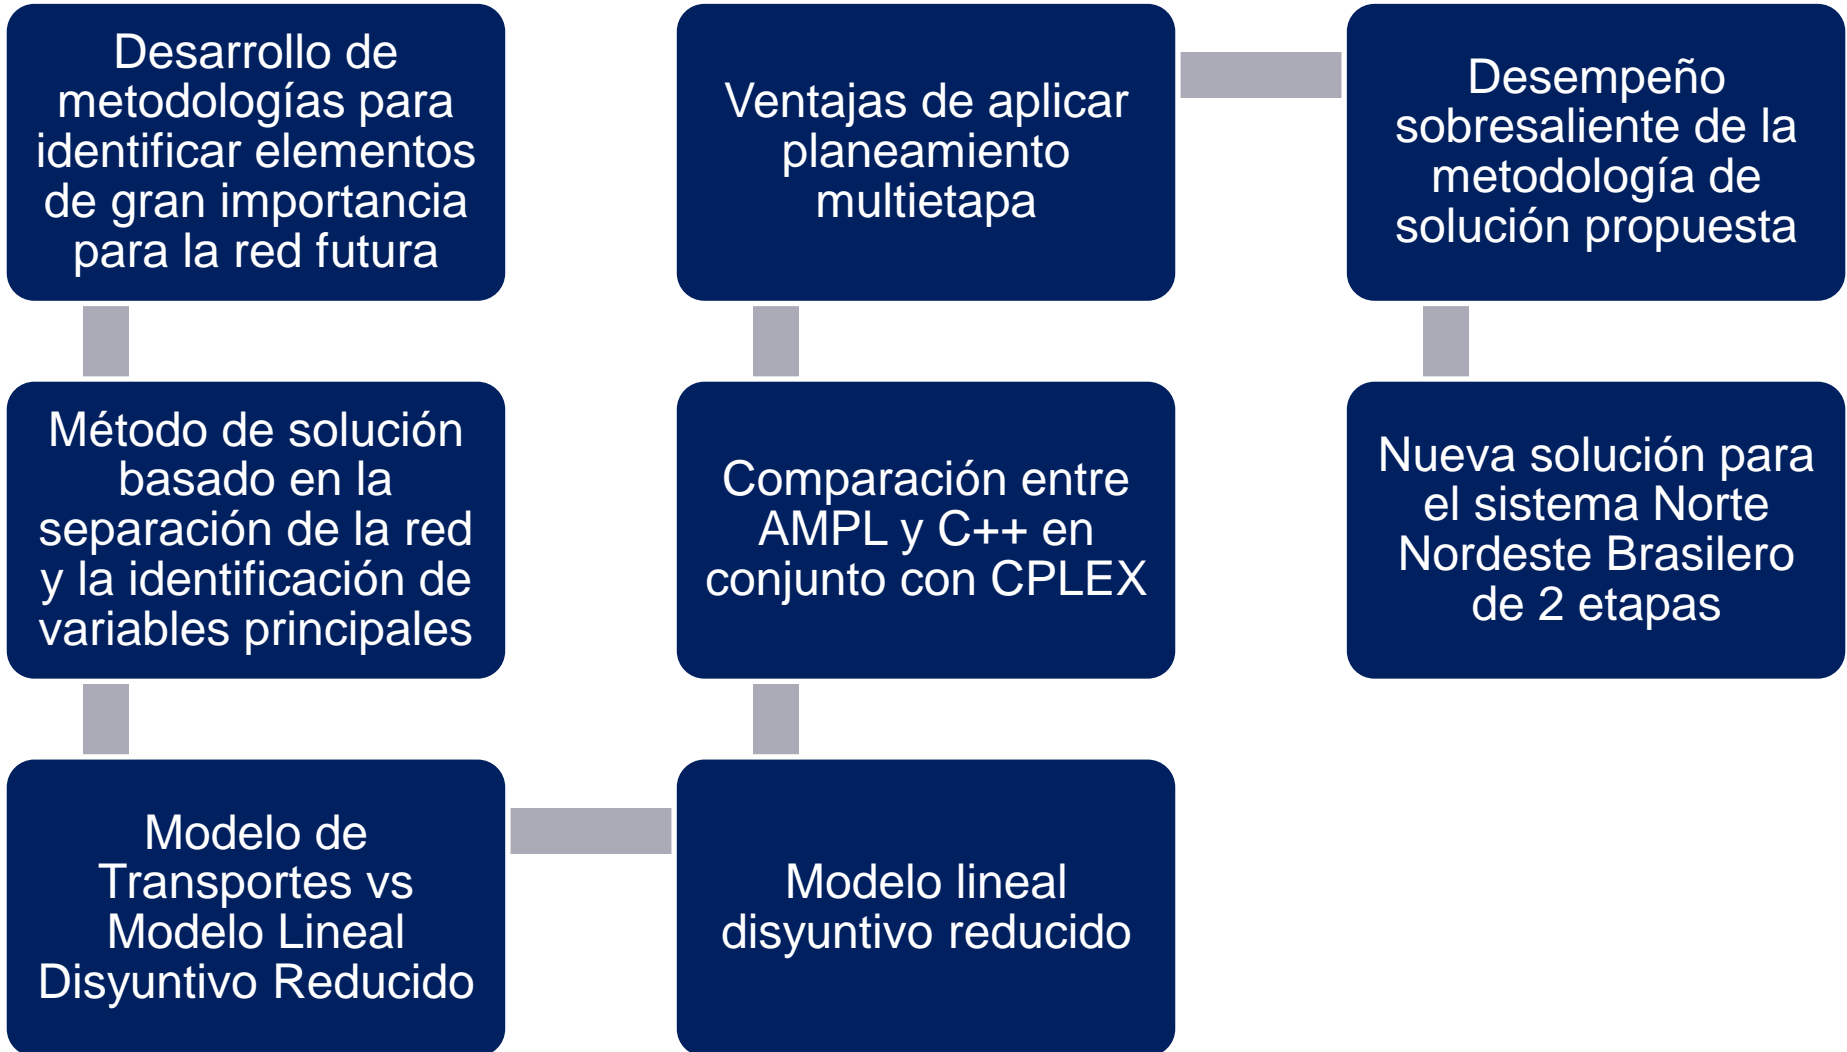 Desarrollo de
metodologías para
identificar elementos
de gran importancia
para la red futura
Método de solución
basado en la
separación de la red
y la identificación de
variables principales
Modelo de
Transportes vs
Modelo Lineal
Disyuntivo Reducido
Modelo lineal
disyuntivo reducido
Comparación entre
AMPL y C++ en
conjunto con CPLEX
Ventajas de aplicar
planeamiento
multietapa
Desempeño
sobresaliente de la
metodología de
solución propuesta
Nueva solución para
el sistema Norte
Nordeste Brasilero
de 2 etapas